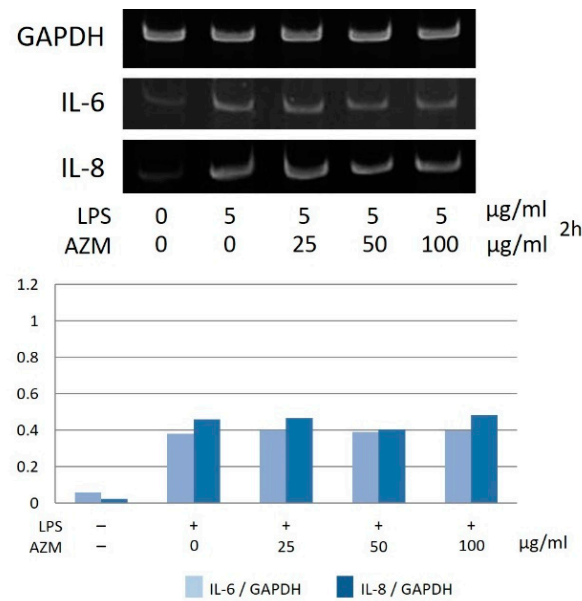 GAPDH
IL-6
IL-8
LPS 0 5 5 5 5 μg/ml
AZM 0 0 25 50 100 μg/ml 2h
1.2
1
0.8
0.6
0.4
0.2
0
LPS – + + + +
AZM – 0 25 50 100 μg/ml
IL-6 / GAPDH IL-8 / GAPDH